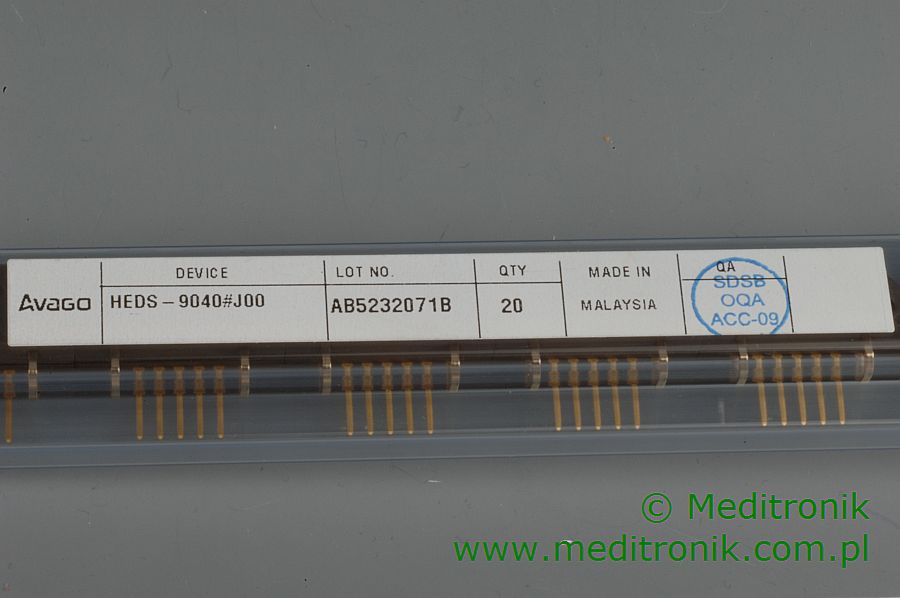 Avago
DEVICE
HEDS-9040#J00
LOT NO.
AB5232071B
QTY
20
MADE IN
MALAYSIA
QA
SDSB
OQA
ACC-09
© Meditronik
www.meditronik.com.pl